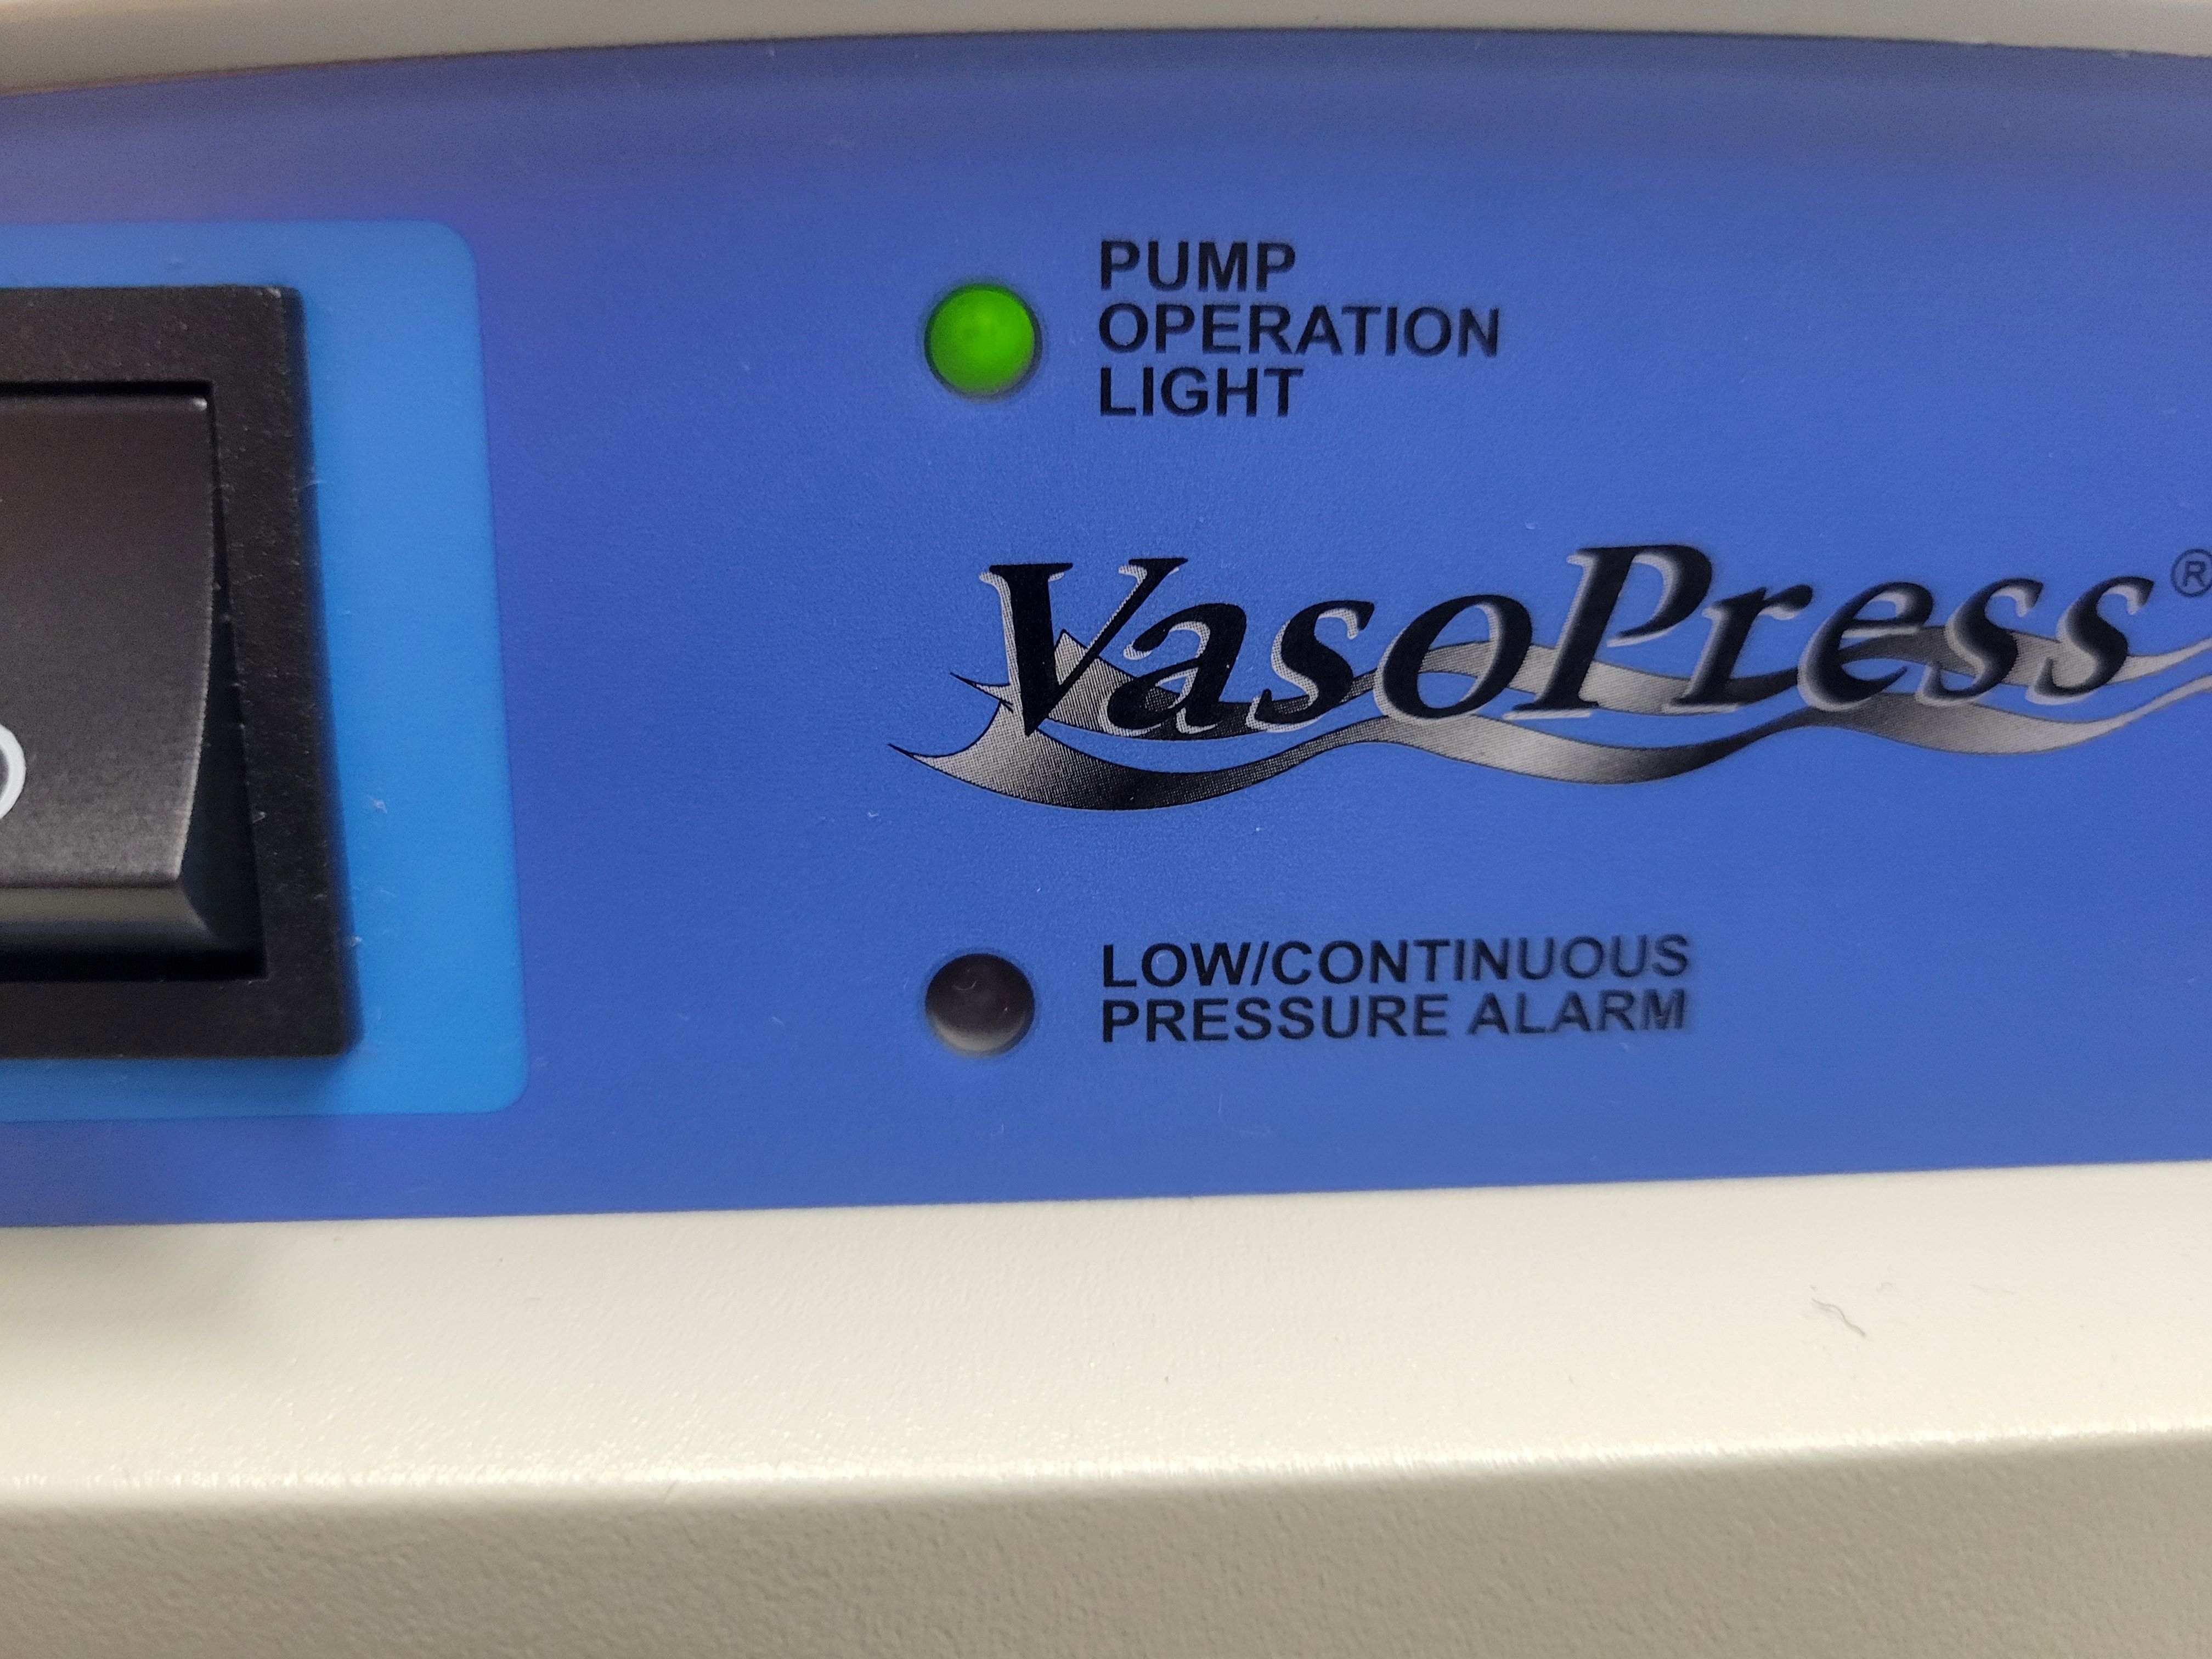 PUMP
OPERATION
LIGHT
VasoPress®
LOW/CONTINUOUS
PRESSURE ALARM